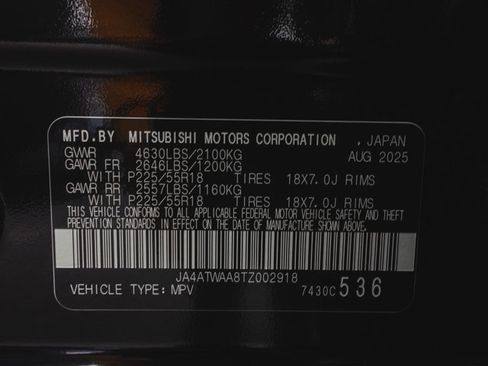 MFD.BY MITSUBISHI MOTORS CORPORATION , JAPAN
GVWR 4630LBS/2100KG AUG 2025
GAWR FR 2646LBS/1200KG
WITH P225/55R18 TIRES 18X7.0J RIMS
GAWR RR 2557LBS/1160KG
WITH P225/55R18 TIRES 18X7.0J RIMS
THIS VEHICLE CONFORMS TO ALL APPLICABLE FEDERAL MOTOR VEHICLE SAFETY AND THEFT
PREVENTION STANDARDS IN EFFECT ON THE DATE OF MANUFACTURE SHOWN ABOVE.
JA4ATWAA8TZ002918
VEHICLE TYPE: MPV 7430C 536